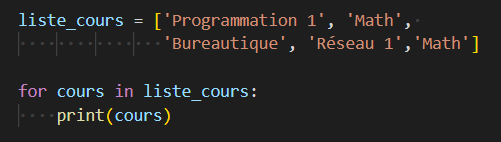 liste_cours = ['Programmation 1', 'Math',
               'Bureautique', 'Réseau 1','Math']

for cours in liste_cours:
    print(cours)